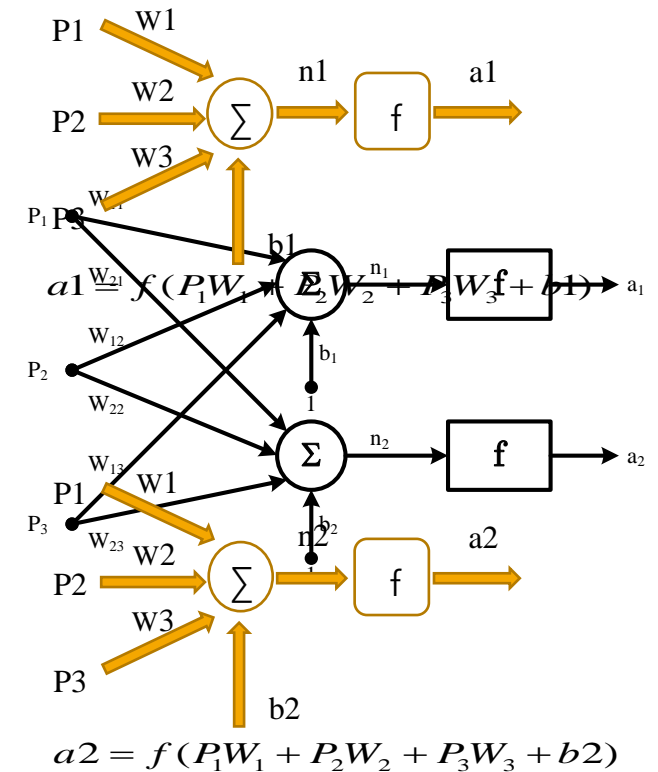 P1 W1
W2 n1 a1
P2 Σ f
W3
P₁ P3 W₁₁
b1
W₂₁ Σ n₁ f a₁
a1 = f(P₁W₁ + P₂W₂ + P₃W₃ + b1)
W₁₂ b₁
P₂
W₂₂ 1
n₂
Σ f a₂
W₁₃
P1 W1
P₃ b₂
W₂₃ n2 a2
W2 1
P2 Σ f
W3
P3
b2
a2 = f(P₁W₁ + P₂W₂ + P₃W₃ + b2)